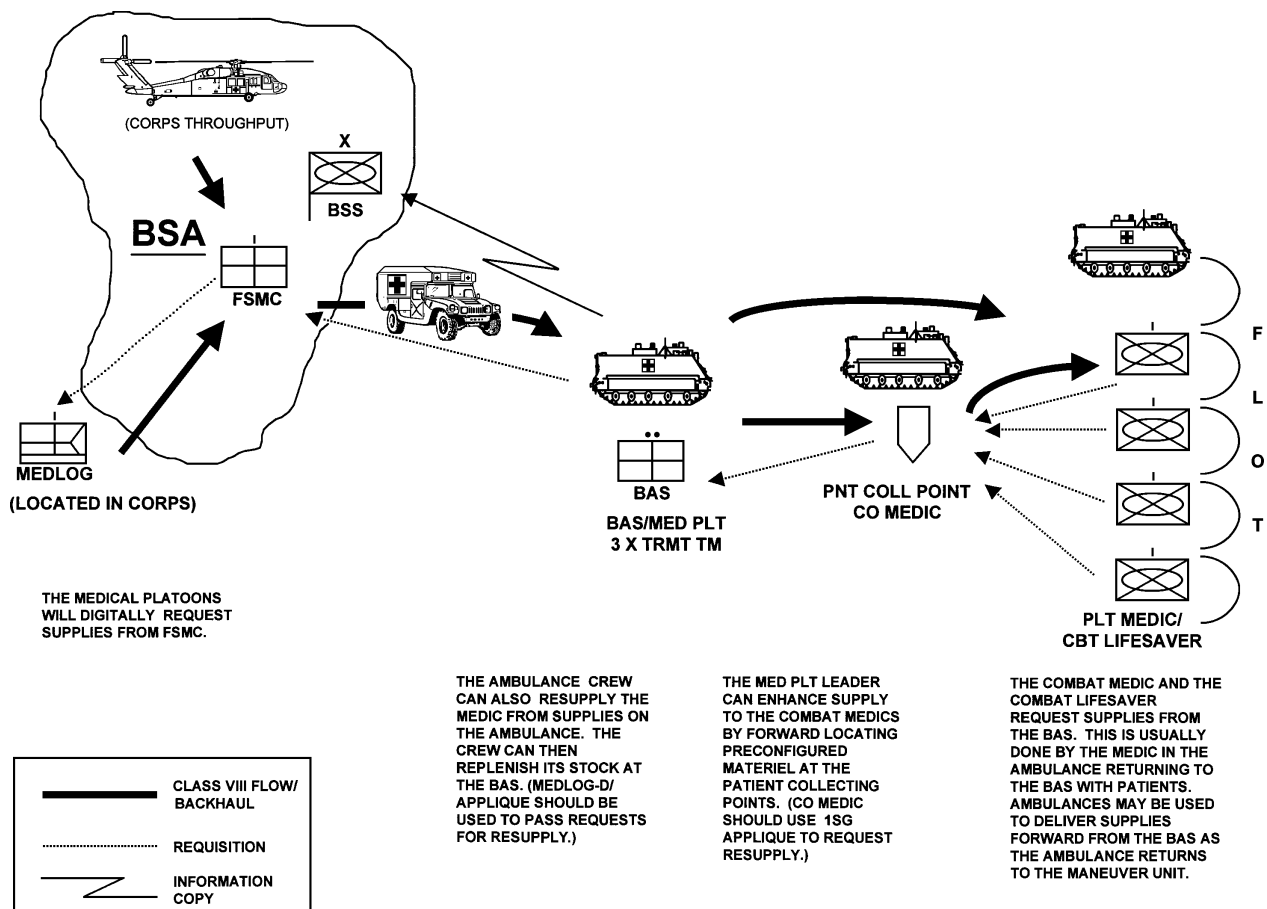 (CORPS THROUGHPUT)
X
BSS
BSA
FSMC
MEDLOG
(LOCATED IN CORPS)
BAS
BAS/MED PLT
3 X TRMT TM
PNT COLL POINT
CO MEDIC
F
L
O
T
PLT MEDIC/
CBT LIFESAVER
THE MEDICAL PLATOONS
WILL DIGITALLY REQUEST
SUPPLIES FROM FSMC.
THE AMBULANCE CREW
CAN ALSO RESUPPLY THE
MEDIC FROM SUPPLIES ON
THE AMBULANCE. THE
CREW CAN THEN
REPLENISH ITS STOCK AT
THE BAS. (MEDLOG-D/
APPLIQUE SHOULD BE
USED TO PASS REQUESTS
FOR RESUPPLY.)
THE MED PLT LEADER
CAN ENHANCE SUPPLY
TO THE COMBAT MEDICS
BY FORWARD LOCATING
PRECONFIGURED
MATERIEL AT THE
PATIENT COLLECTING
POINTS. (CO MEDIC
SHOULD USE 1SG
APPLIQUE TO REQUEST
RESUPPLY.)
THE COMBAT MEDIC AND THE
COMBAT LIFESAVER
REQUEST SUPPLIES FROM
THE BAS. THIS IS USUALLY
DONE BY THE MEDIC IN THE
AMBULANCE RETURNING TO
THE BAS WITH PATIENTS.
AMBULANCES MAY BE USED
TO DELIVER SUPPLIES
FORWARD FROM THE BAS AS
THE AMBULANCE RETURNS
TO THE MANEUVER UNIT.
CLASS VIII FLOW/
BACKHAUL
REQUISITION
INFORMATION
COPY